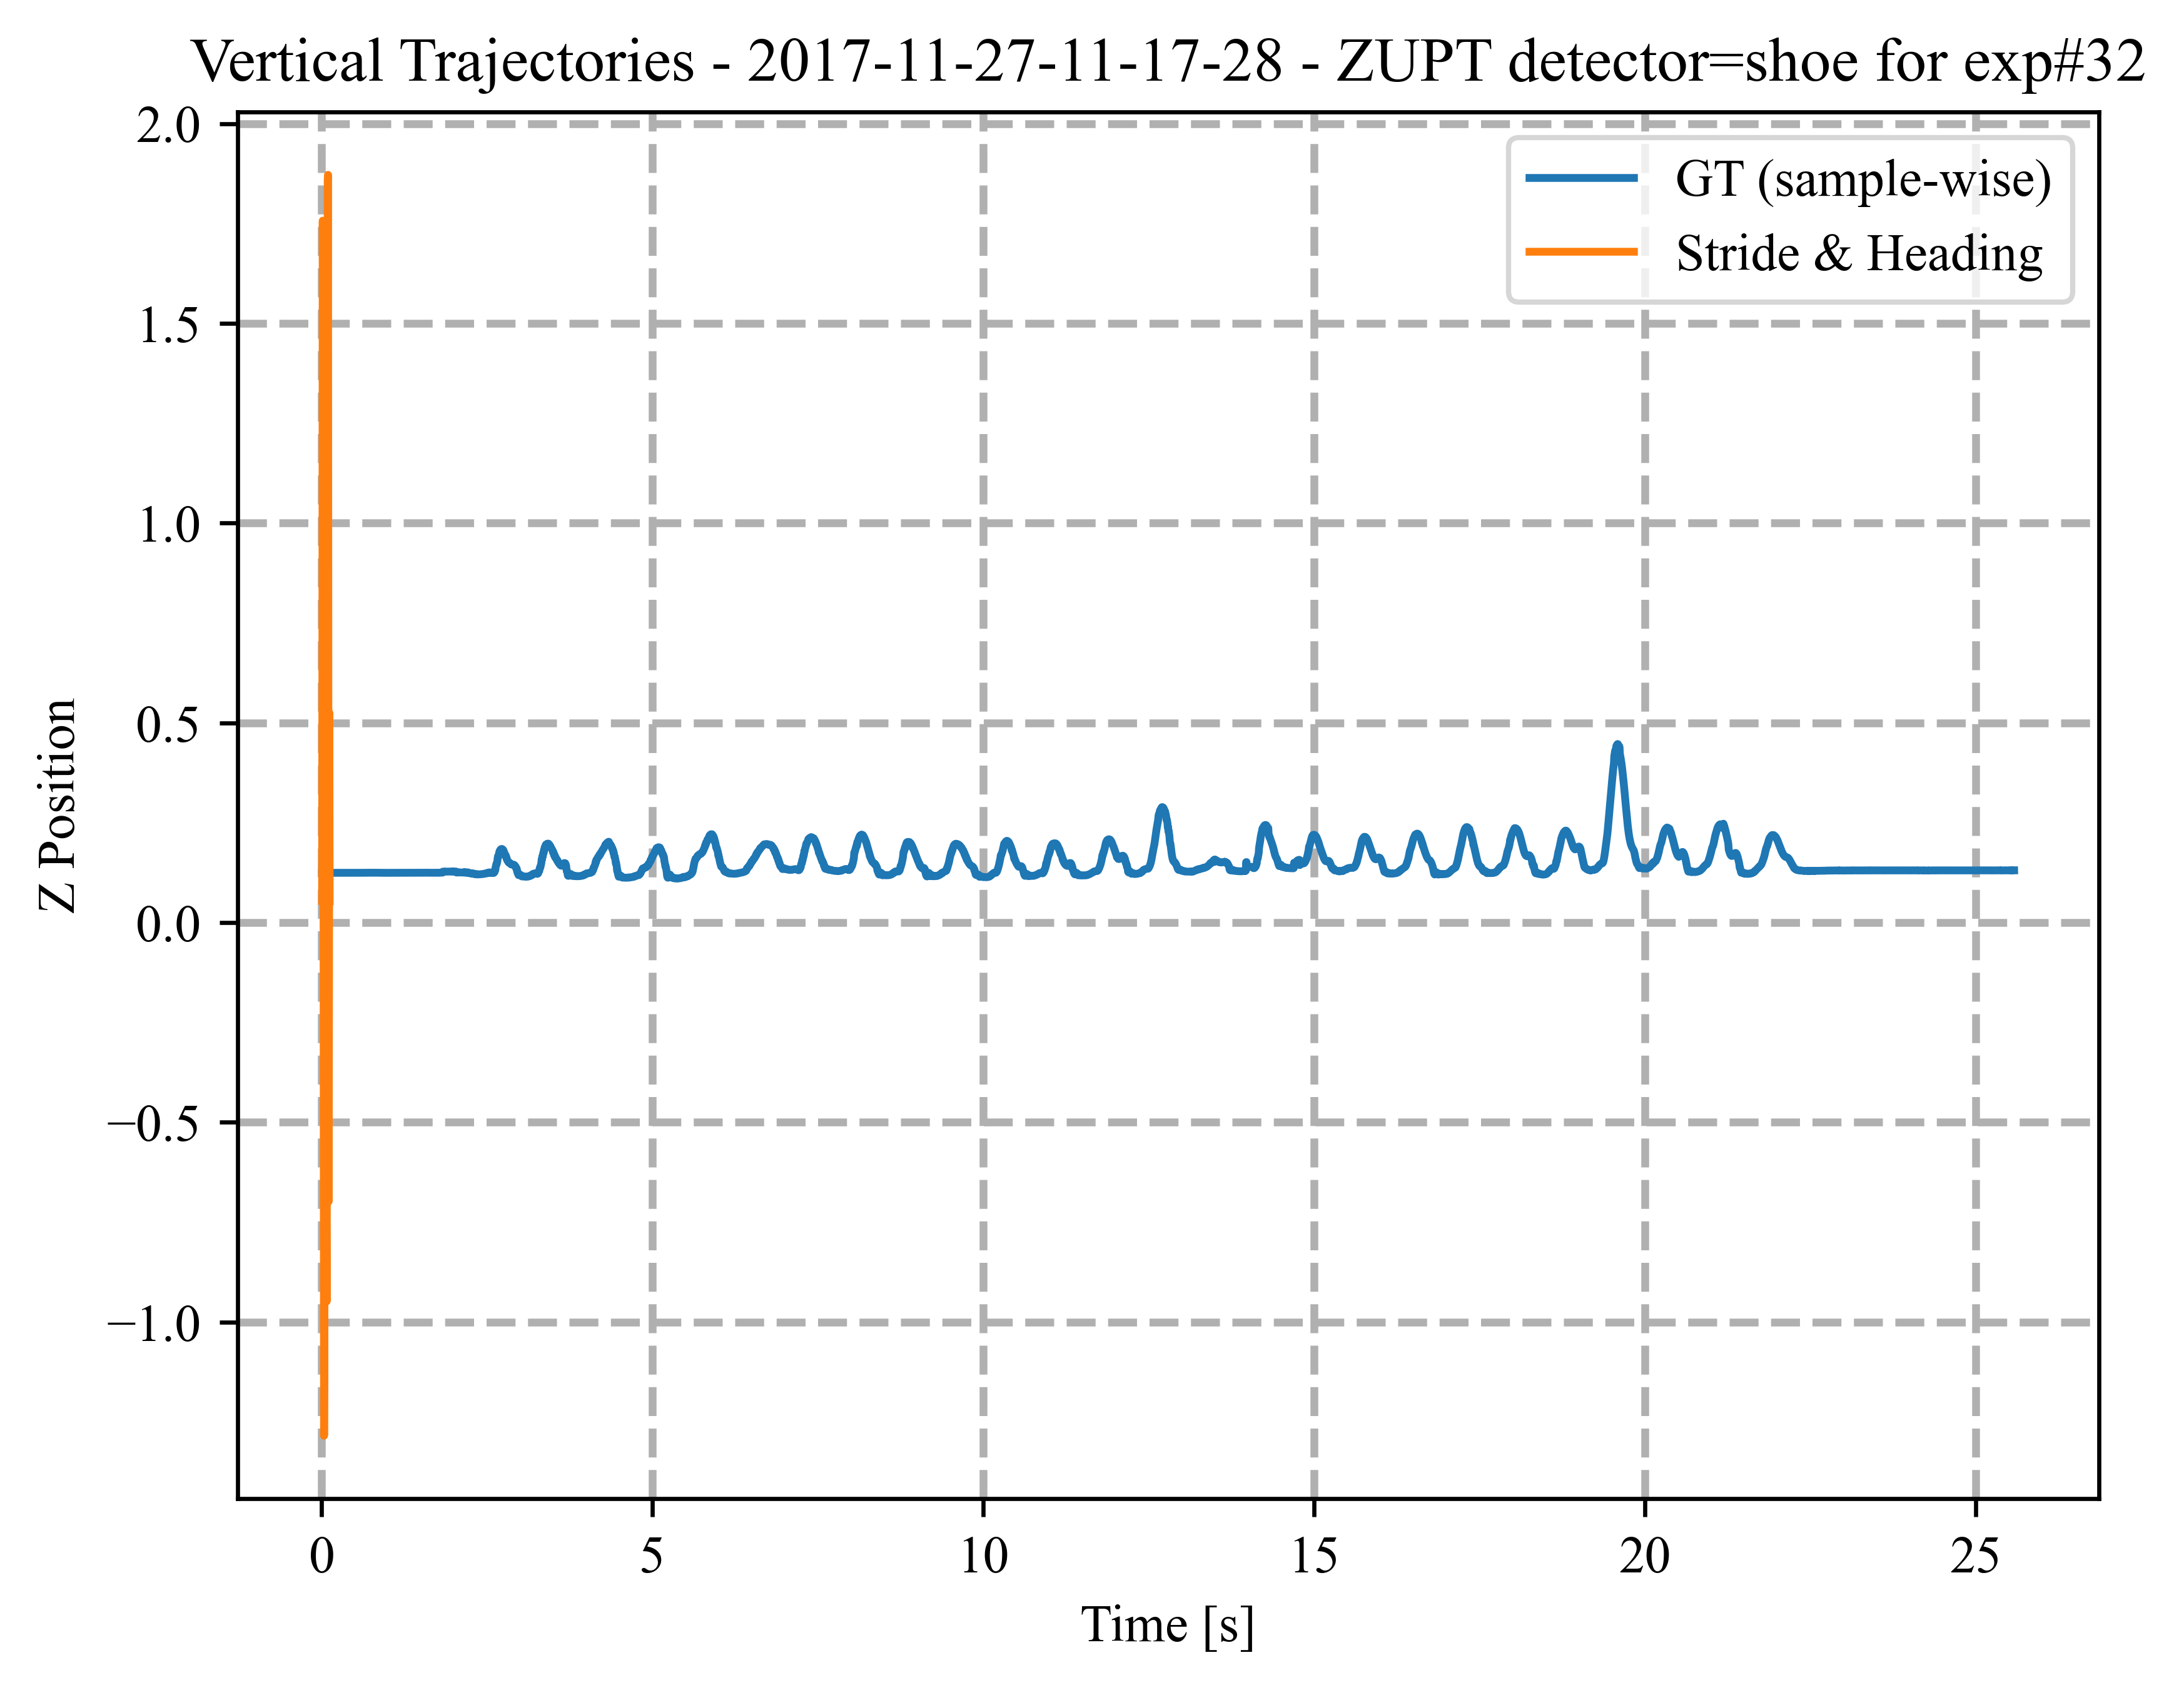 Vertical Trajectories - 2017-11-27-11-17-28 - ZUPT detector=shoe for exp#32
2.0
1.5
1.0
0.5
0.0
−0.5
−1.0
Z Position
GT (sample-wise)
Stride & Heading
0 5 10 15 20 25
Time [s]